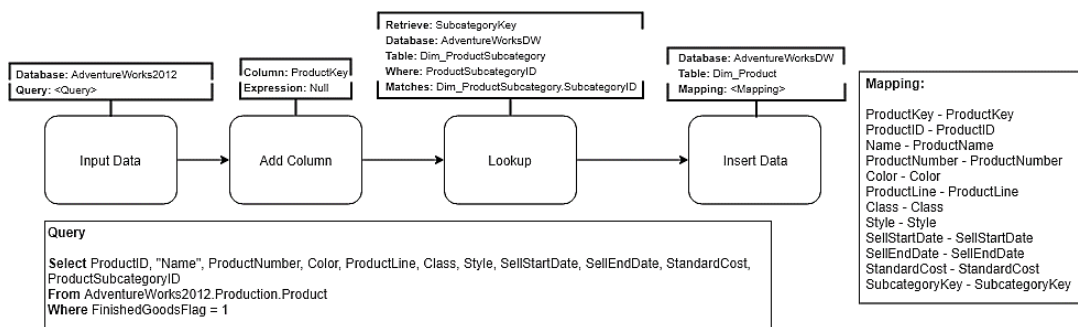 Database: AdventureWorks2012
Query: <Query>
Input Data
Column: ProductKey
Expression: Null
Add Column
Retrieve: SubcategoryKey
Database: AdventureWorksDW
Table: Dim_ProductSubcategory
Where: ProductSubcategoryID
Matches: Dim_ProductSubcategory.SubcategoryID
Lookup
Database: AdventureWorksDW
Table: Dim_Product
Mapping: <Mapping>
Insert Data
Mapping:
ProductKey - ProductKey
ProductID - ProductID
Name - ProductName
ProductNumber - ProductNumber
Color - Color
ProductLine - ProductLine
Class - Class
Style - Style
SellStartDate - SellStartDate
SellEndDate - SellEndDate
StandardCost - StandardCost
SubcategoryKey - SubcategoryKey
Query
Select ProductID, "Name", ProductNumber, Color, ProductLine, Class, Style, SellStartDate, SellEndDate, StandardCost,
ProductSubcategoryID
From AdventureWorks2012.Production.Product
Where FinishedGoodsFlag = 1